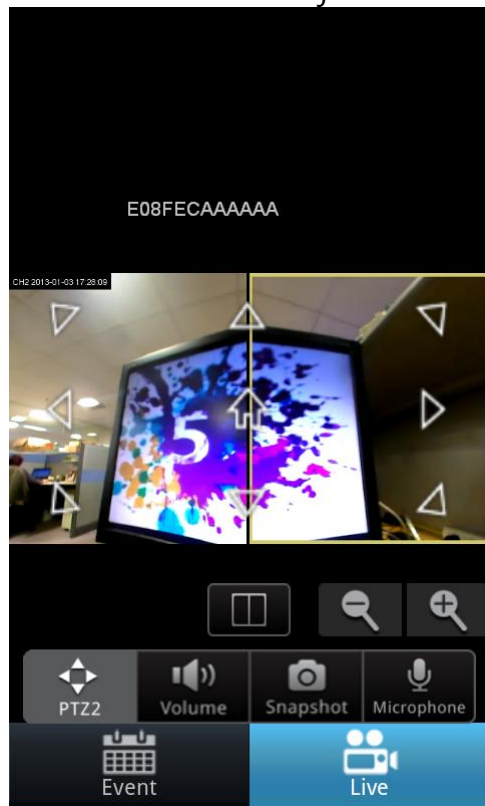 E08FECAAAAAA
CH2 2013-01-03 17:28:09
5
PTZ2
Volume
Snapshot
Microphone
Event
Live